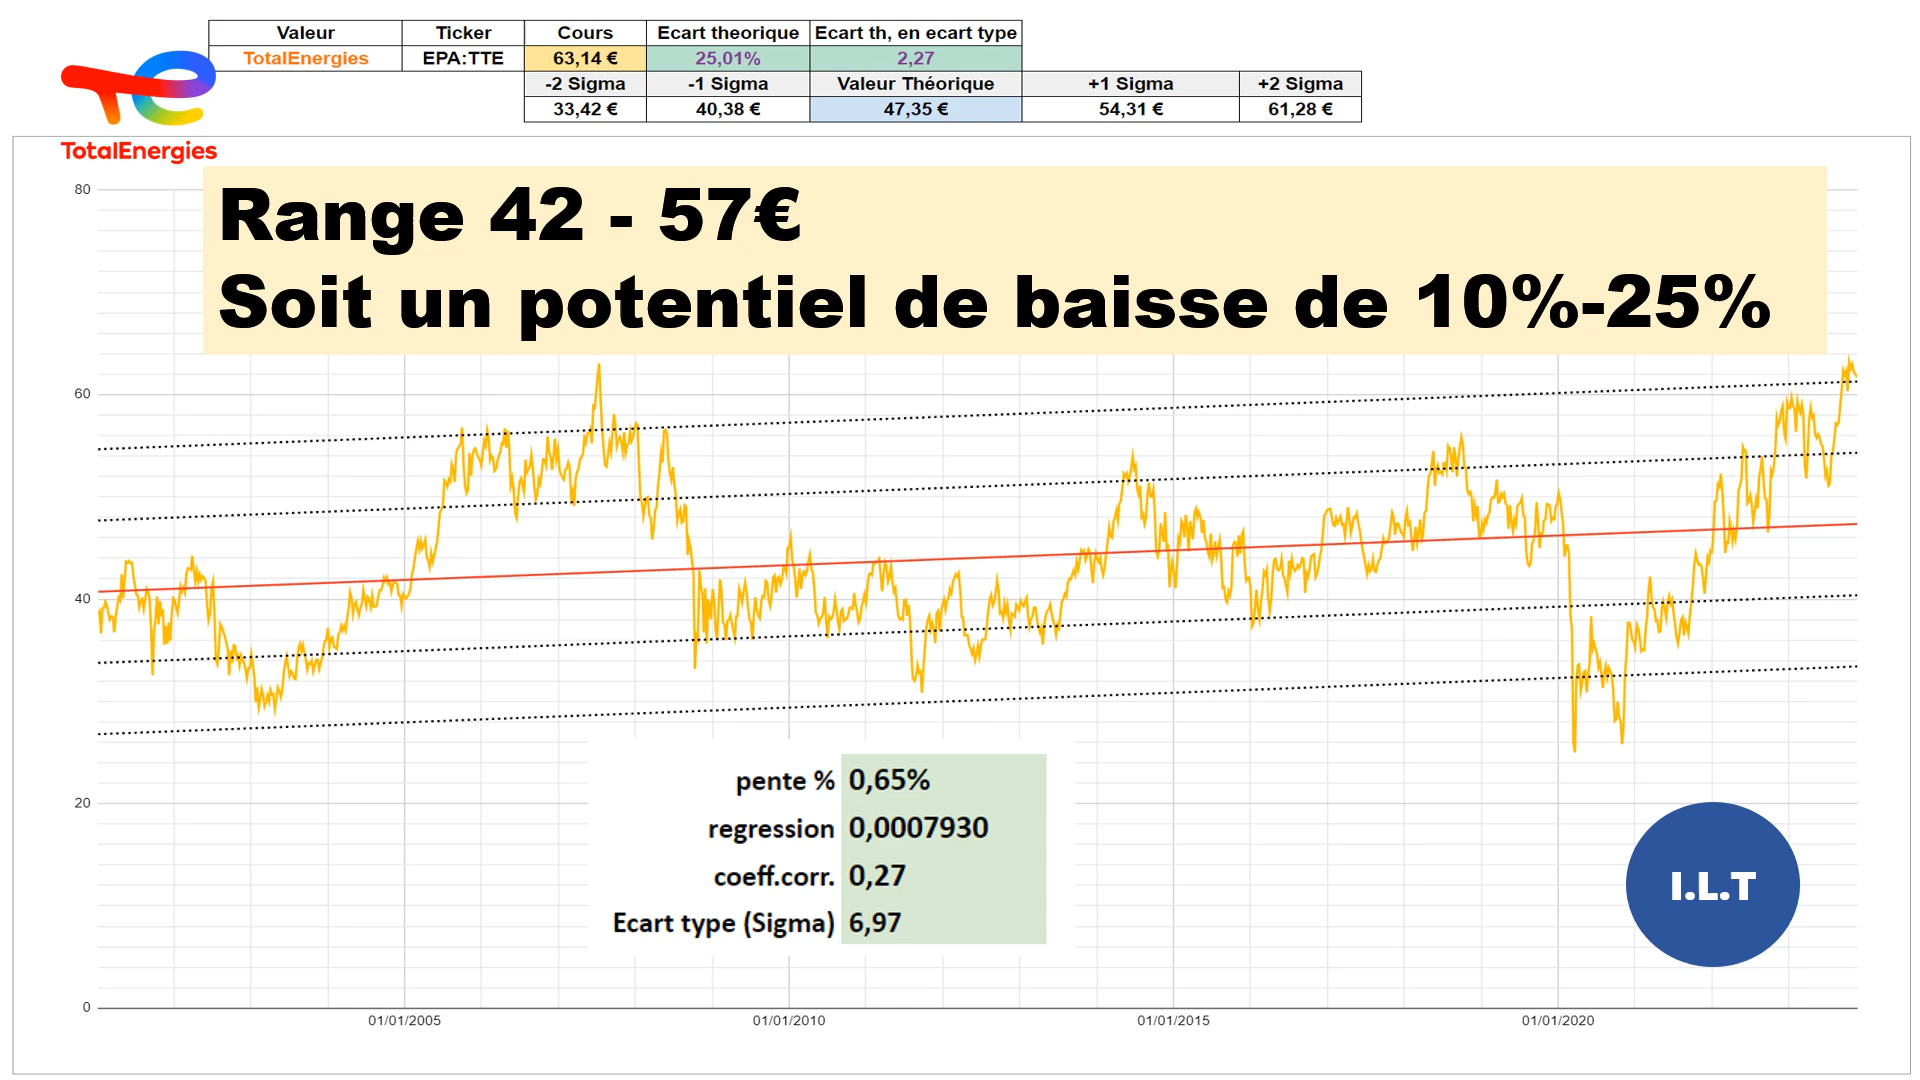 Valeur Ticker Cours Ecart theorique Ecart th, en ecart type
TotalEnergies EPA:TTE 63,14 € 25,01% 2,27
-2 Sigma -1 Sigma Valeur Théorique +1 Sigma +2 Sigma
33,42 € 40,38 € 47,35 € 54,31 € 61,28 €
TotalEnergies
Range 42 - 57€
Soit un potentiel de baisse de 10%-25%
80
60
40
20
0
pente % 0,65%
regression 0,0007930
coeff.corr. 0,27
Ecart type (Sigma) 6,97
I.L.T
01/01/2005 01/01/2010 01/01/2015 01/01/2020